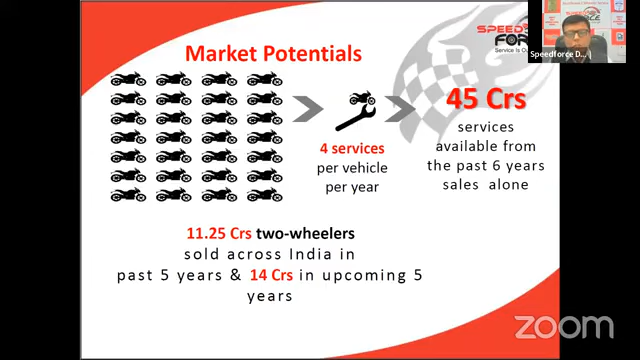 Market Potentials
SPEED
FORCE
Service Is Ou
Speedforce D...
4 services
per vehicle
per year
45 Crs
services
available from
the past 6 years
sales alone
11.25 Crs two-wheelers
sold across India in
past 5 years & 14 Crs in upcoming 5
years
zoom